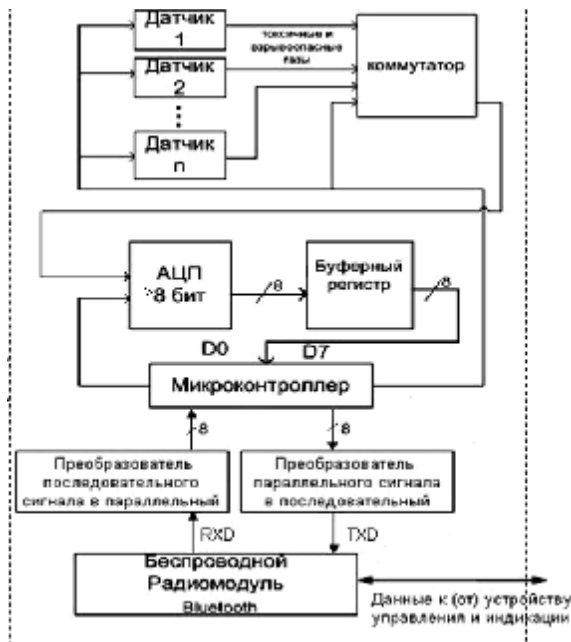 Датчик
1
токсичные и
взрывоопасные
газы
коммутатор
Датчик
2
Датчик
n
АЦП
8 бит
8
Буферный
регистр
8
D0
D7
Микроконтроллер
8
8
Преобразователь
последовательного
сигнала в параллельный
Преобразователь
параллельного сигнала
в последовательный
RXD
TXD
Беспроводной
Радиомодуль
Bluetooth
Данные к (от) устройству
управления и индикации